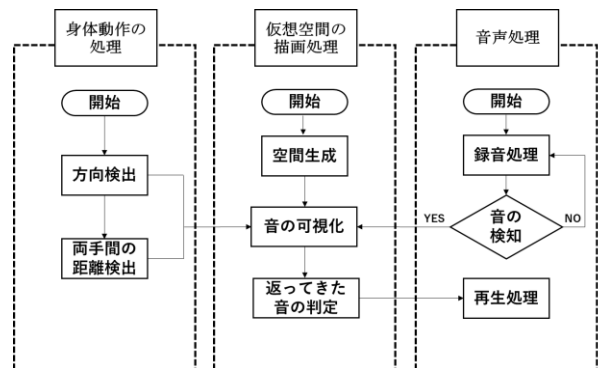 身体動作の
処理
開始
方向検出
両手間の
距離検出
仮想空間の
描画処理
開始
空間生成
音の可視化
返ってきた
音の判定
音声処理
開始
録音処理
音の
検知
YES
NO
再生処理